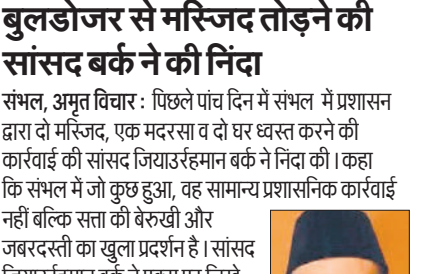 बुलडोजर से मस्जिद तोड़ने की
सांसद बर्क ने की निंदा
संभल, अमृत विचार : पिछले पांच दिन में संभल में प्रशासन
द्वारा दो मस्जिद, एक मदरसा व दो घर ध्वस्त करने की
कार्रवाई की सांसद जियाउर्रहमान बर्क ने निंदा की। कहा
कि संभल में जो कुछ हुआ, वह सामान्य प्रशासनिक कार्रवाई
नहीं बल्कि सत्ता की बेरुखी और
जबरदस्ती का खुला प्रदर्शन है। सांसद